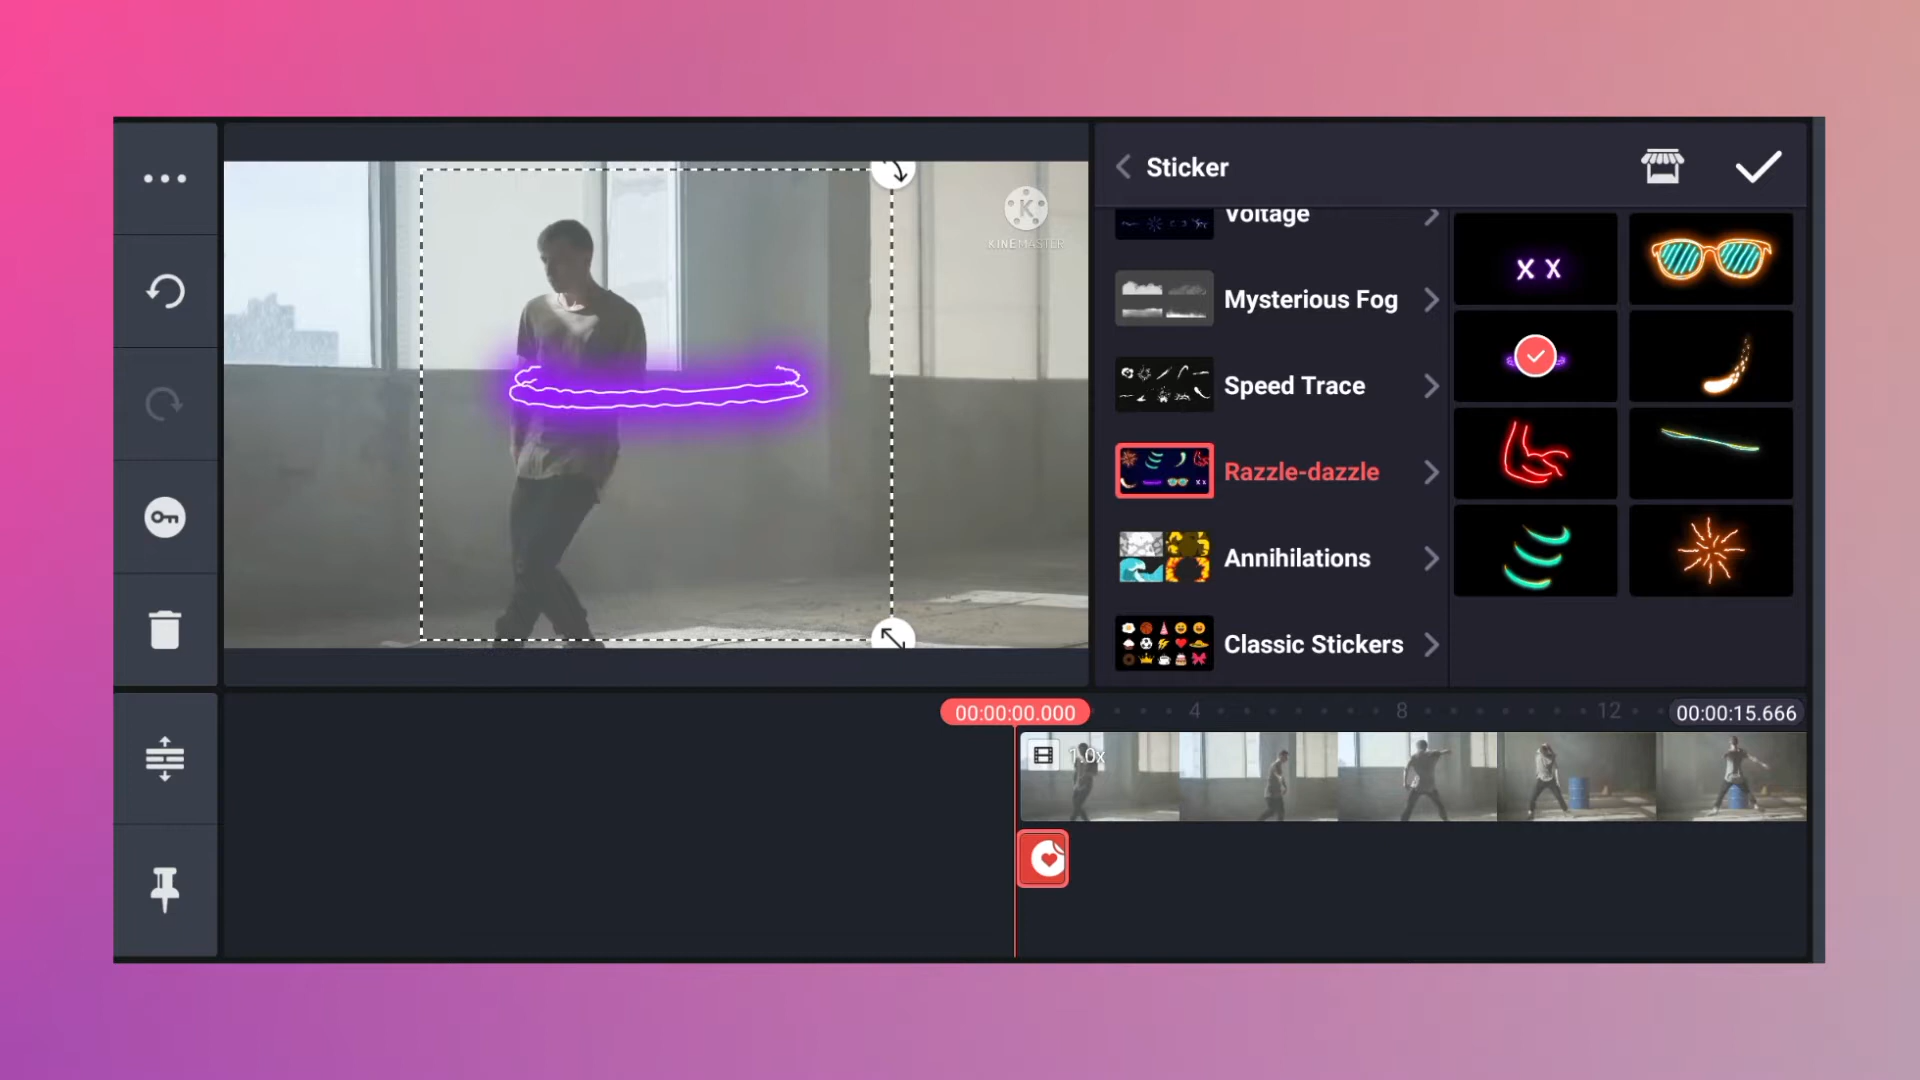 Sticker
Voltage
Mysterious Fog
Speed Trace
Razzle-dazzle
Annihilations
Classic Stickers
K
KINEMASTER
X X
00:00:00.000
4
8
12
00:00:15.666
1.0x